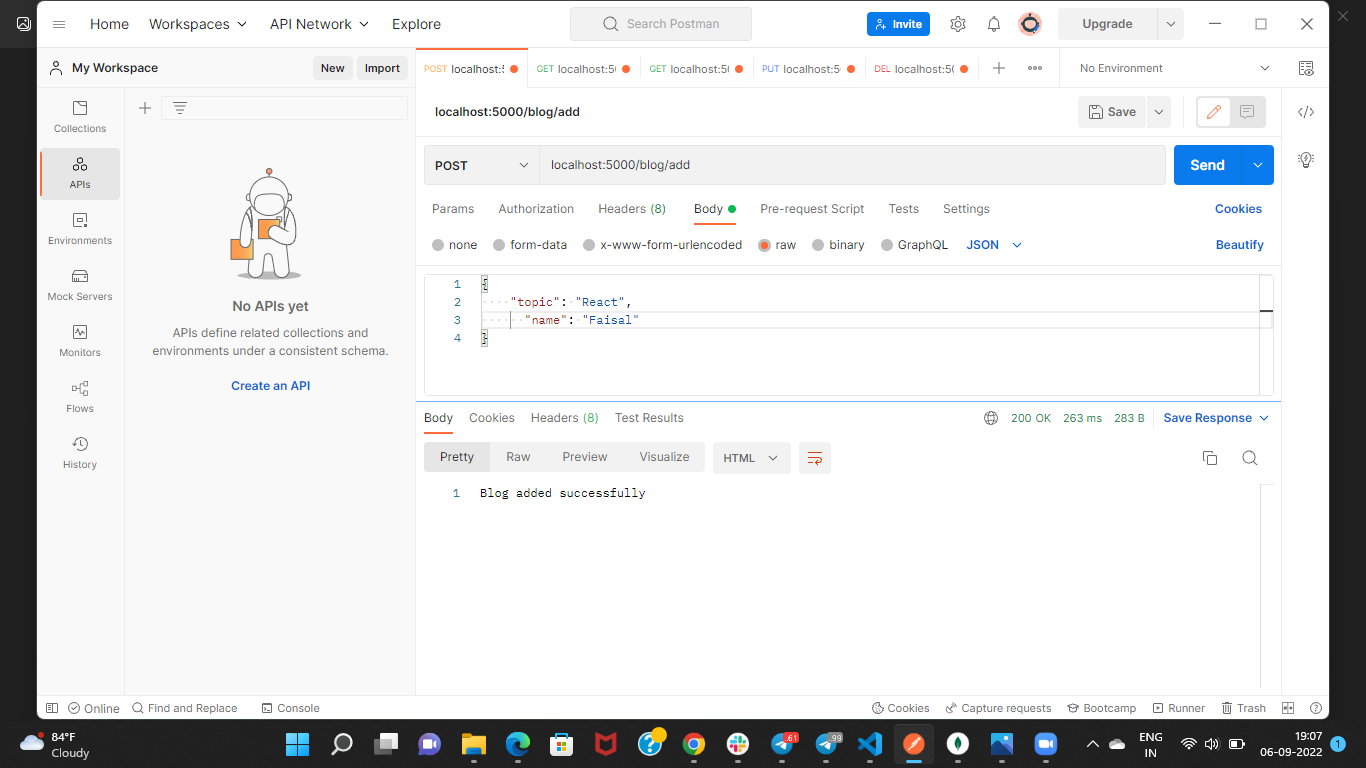 Home Workspaces API Network Explore Search Postman Invite Upgrade
My Workspace New Import
POST localhost:5 GET localhost:50 GET localhost:50 PUT localhost:5 DEL localhost:50 No Environment
localhost:5000/blog/add Save
POST localhost:5000/blog/add Send
Params Authorization Headers (8) Body Pre-request Script Tests Settings Cookies
none form-data x-www-form-urlencoded raw binary GraphQL JSON Beautify
1 {
2 "topic": "React",
3 "name": "Faisal"
4 }
Collections
APIs
Environments
Mock Servers
Monitors
Flows
History
No APIs yet
APIs define related collections and
environments under a consistent schema.
Create an API
Body Cookies Headers (8) Test Results 200 OK 263 ms 283 B Save Response
Pretty Raw Preview Visualize HTML
1 Blog added successfully
Online Find and Replace Console Cookies Capture requests Bootcamp Runner Trash
84°F
Cloudy
.61
.99
ENG
IN
19:07
06-09-2022
1